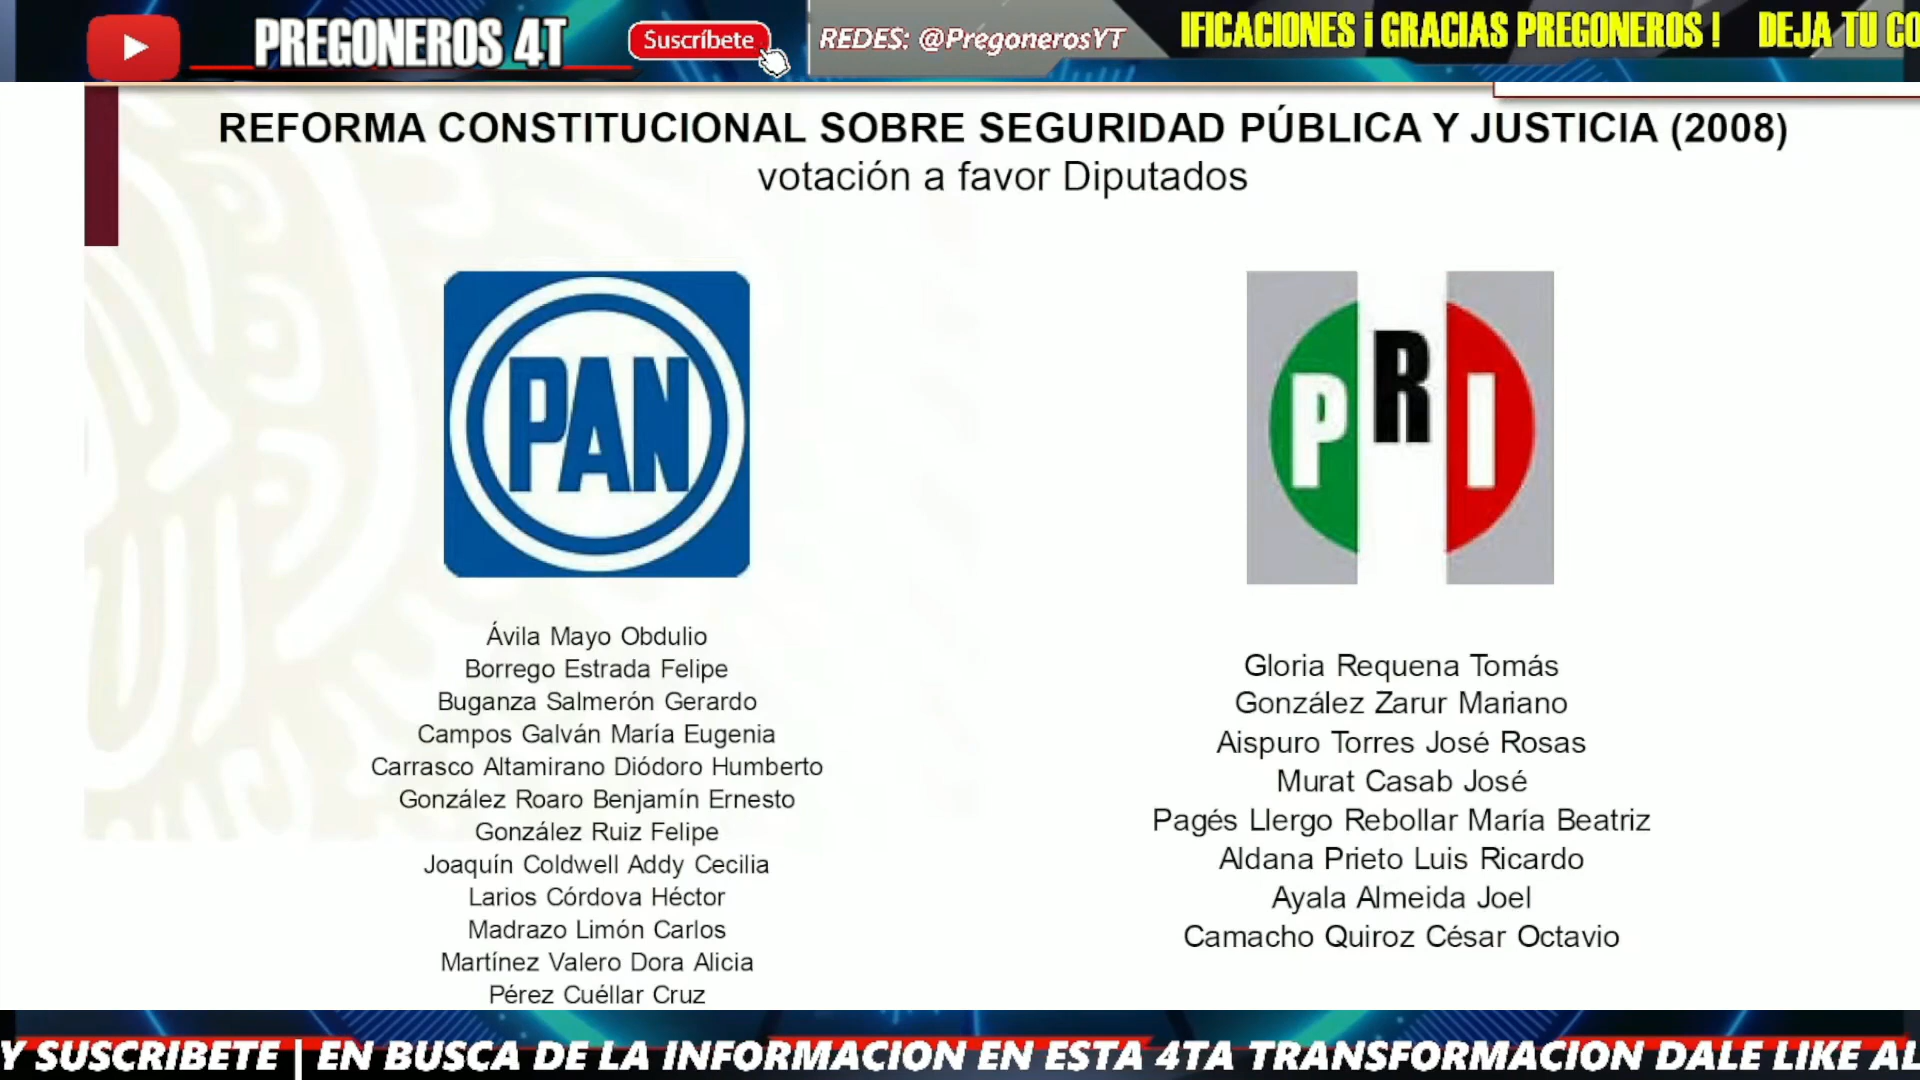 PREGONEROS 4T
Suscríbete
REDES: @PregonerosYT
IFICACIONES ¡ GRACIAS PREGONEROS ! DEJA TU CO
REFORMA CONSTITUCIONAL SOBRE SEGURIDAD PÚBLICA Y JUSTICIA (2008)
votación a favor Diputados
PAN
Ávila Mayo Obdulio
Borrego Estrada Felipe
Buganza Salmerón Gerardo
Campos Galván María Eugenia
Carrasco Altamirano Diódoro Humberto
González Roaro Benjamín Ernesto
González Ruiz Felipe
Joaquín Coldwell Addy Cecilia
Larios Córdova Héctor
Madrazo Limón Carlos
Martínez Valero Dora Alicia
Pérez Cuéllar Cruz
PRI
Gloria Requena Tomás
González Zarur Mariano
Aispuro Torres José Rosas
Murat Casab José
Pagés Llergo Rebollar María Beatriz
Aldana Prieto Luis Ricardo
Ayala Almeida Joel
Camacho Quiroz César Octavio
Y SUSCRIBETE | EN BUSCA DE LA INFORMACION EN ESTA 4TA TRANSFORMACION DALE LIKE AL